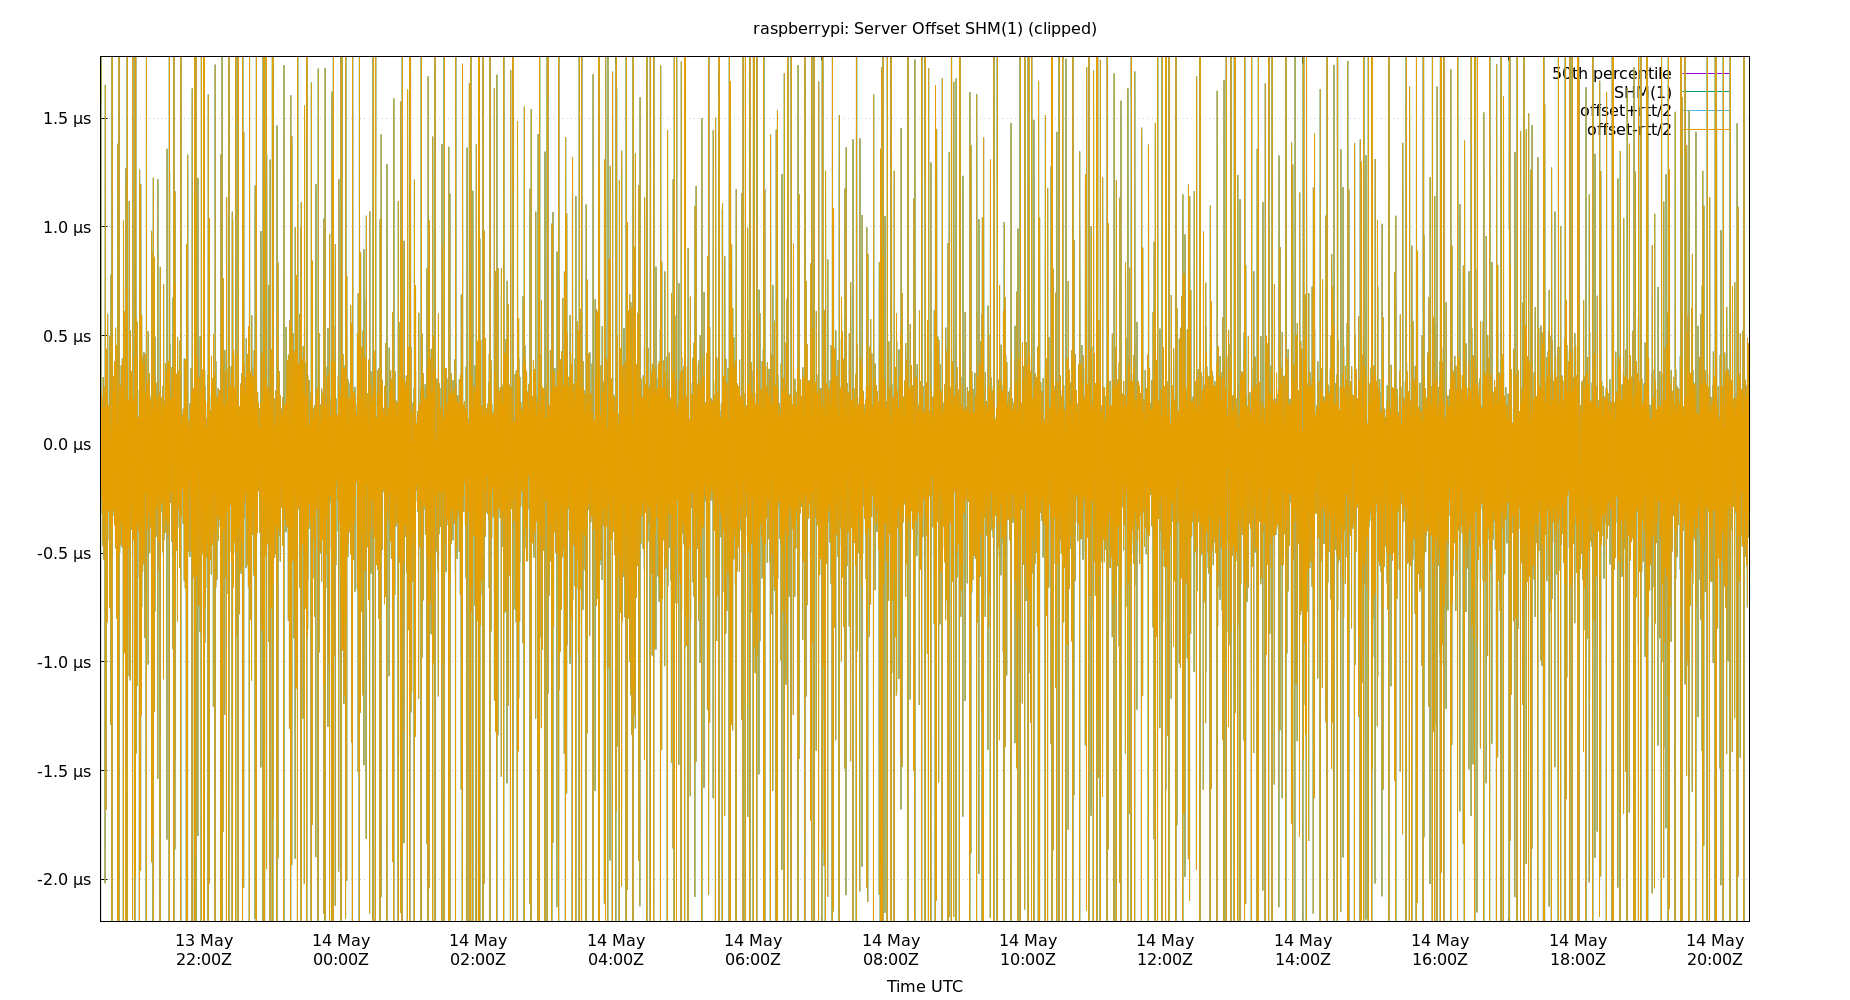 raspberrypi: Server Offset SHM(1) (clipped)
50th percentile
SHM(1)
offset+rtt/2
offset-rtt/2
1.5 µs
1.0 µs
0.5 µs
0.0 µs
-0.5 µs
-1.0 µs
-1.5 µs
-2.0 µs
13 May 14 May 14 May 14 May 14 May 14 May 14 May 14 May 14 May 14 May 14 May 14 May
22:00Z 00:00Z 02:00Z 04:00Z 06:00Z 08:00Z 10:00Z 12:00Z 14:00Z 16:00Z 18:00Z 20:00Z
Time UTC